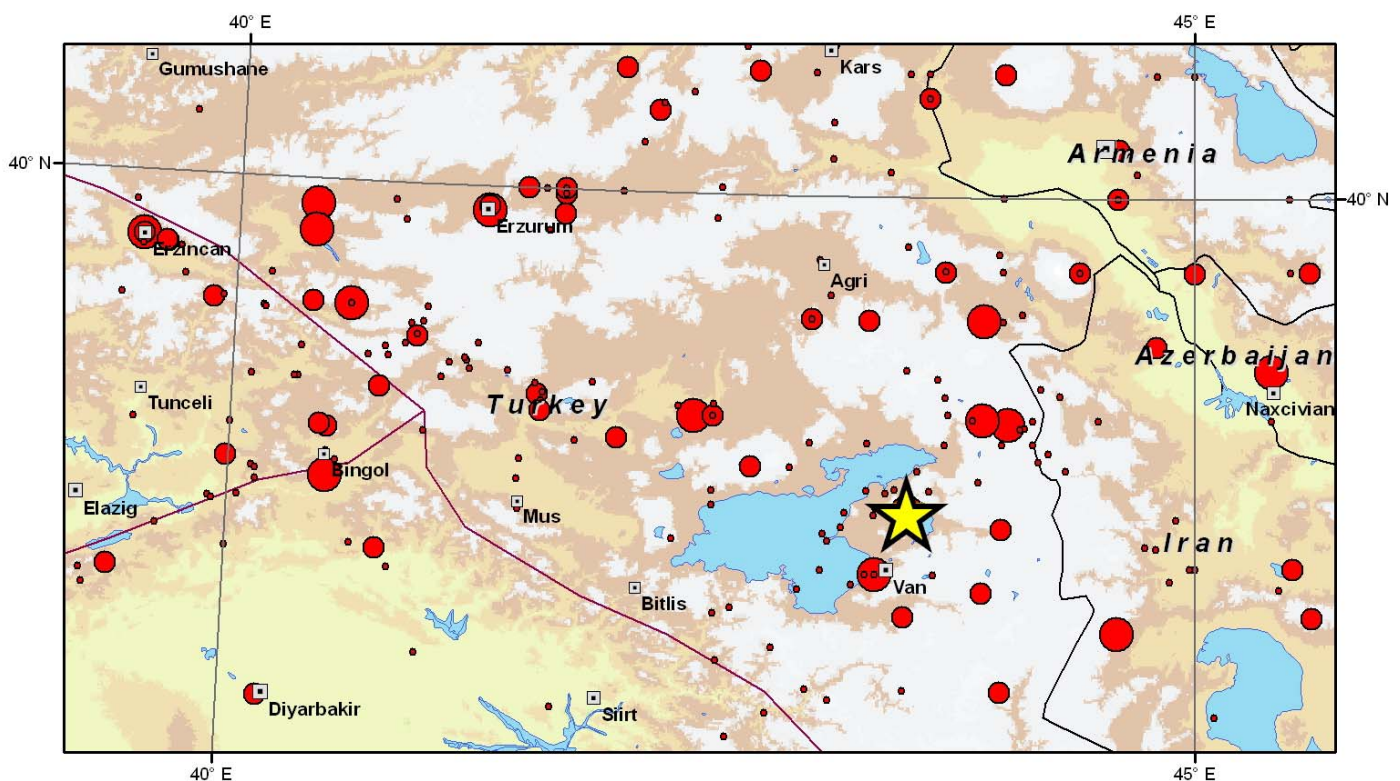 40° E
45° E
Gumushane
Kars
Armenia
40° N
40° N
Erzincan
Erzurum
Agri
Azerbaijan
Tunceli
Turkey
Naxcivian
Bingol
Elazig
Mus
Iran
Van
Bitlis
Diyarbakir
Siirt
40° E
45° E